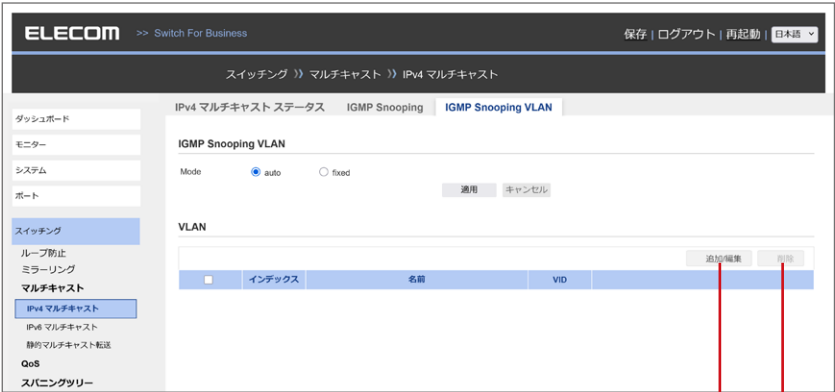 ELECOM >> Switch For Business 保存 | ログアウト | 再起動 | 日本語
スイッチング 》 マルチキャスト 》 IPv4 マルチキャスト
IPv4 マルチキャスト ステータス IGMP Snooping IGMP Snooping VLAN
ダッシュボード
モニター
システム
ポート
スイッチング
ループ防止
ミラーリング
マルチキャスト
IPv4 マルチキャスト
IPv6 マルチキャスト
静的マルチキャスト転送
QoS
スパニングツリー
IGMP Snooping VLAN
Mode auto fixed
適用 キャンセル
VLAN
追加/編集 削除
インデックス 名前 VID